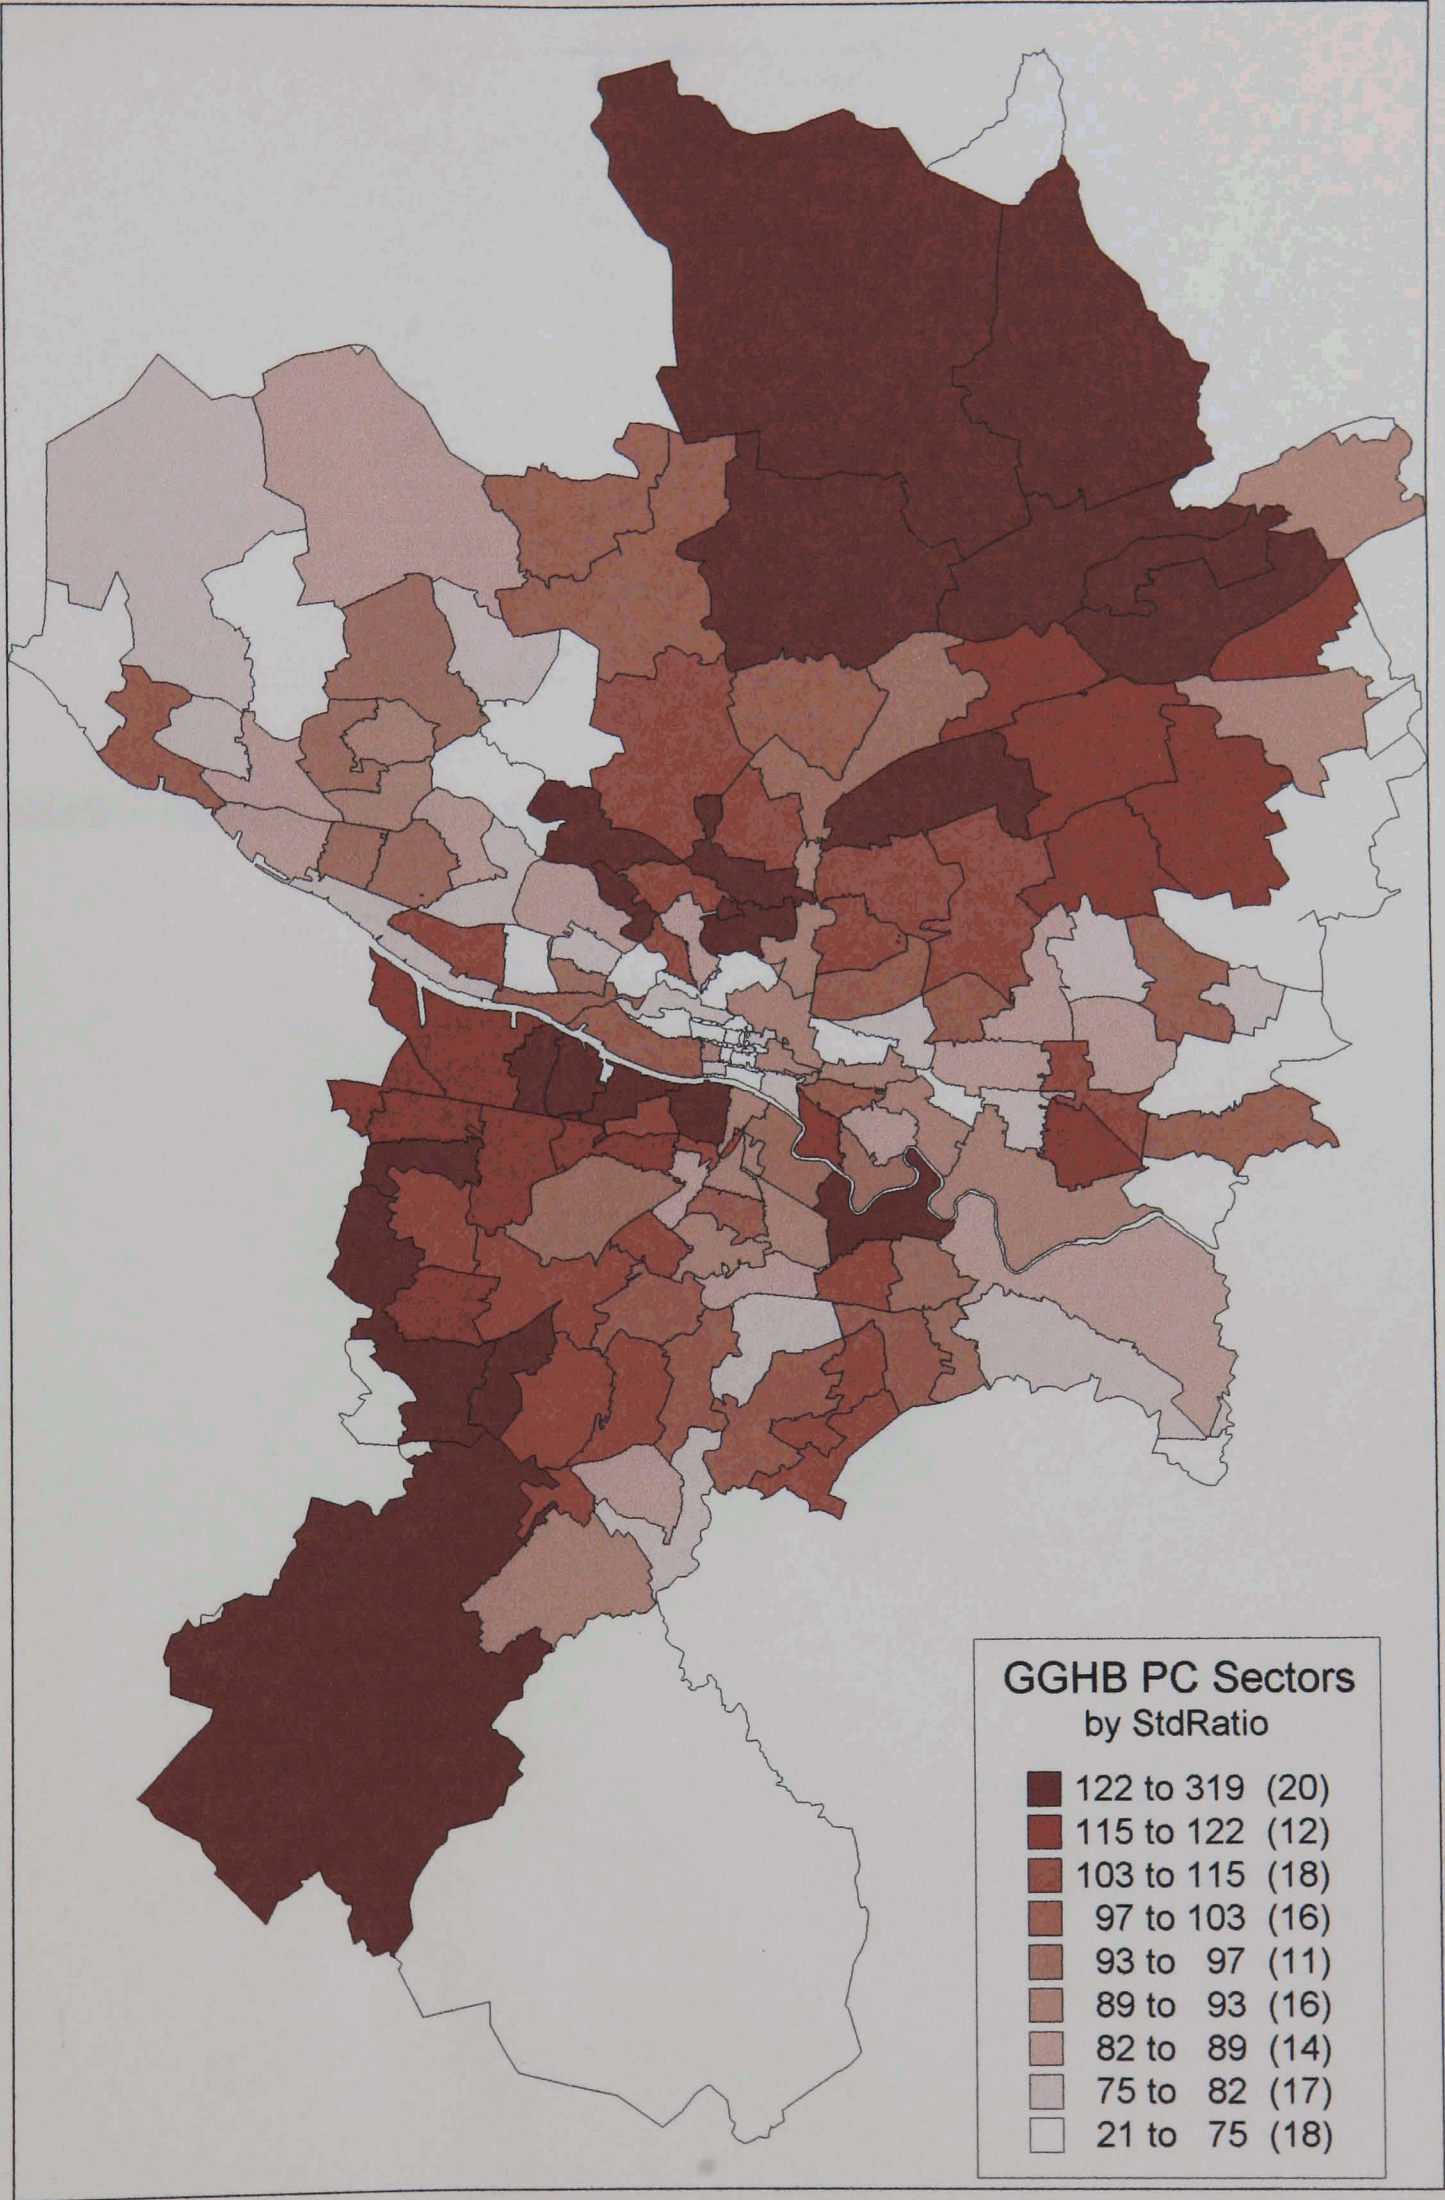 GGHB PC Sectors
by StdRatio
122 to 319 (20)
115 to 122 (12)
103 to 115 (18)
97 to 103 (16)
93 to 97 (11)
89 to 93 (16)
82 to 89 (14)
75 to 82 (17)
21 to 75 (18)